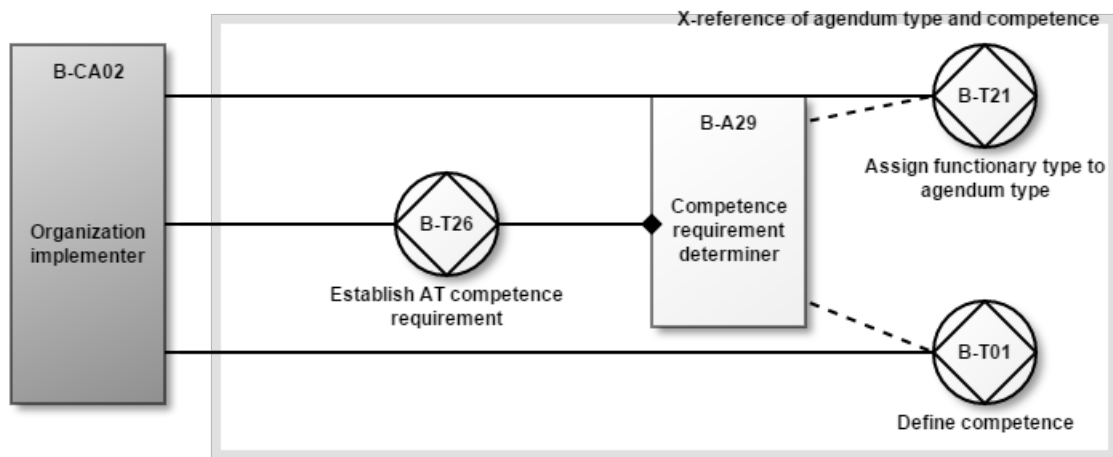 X-reference of agendum type and competence
B-CA02
Organization
implementer
B-T21
Assign functionary type to
agendum type
B-A29
Competence
requirement
determiner
B-T26
Establish AT competence
requirement
B-T01
Define competence